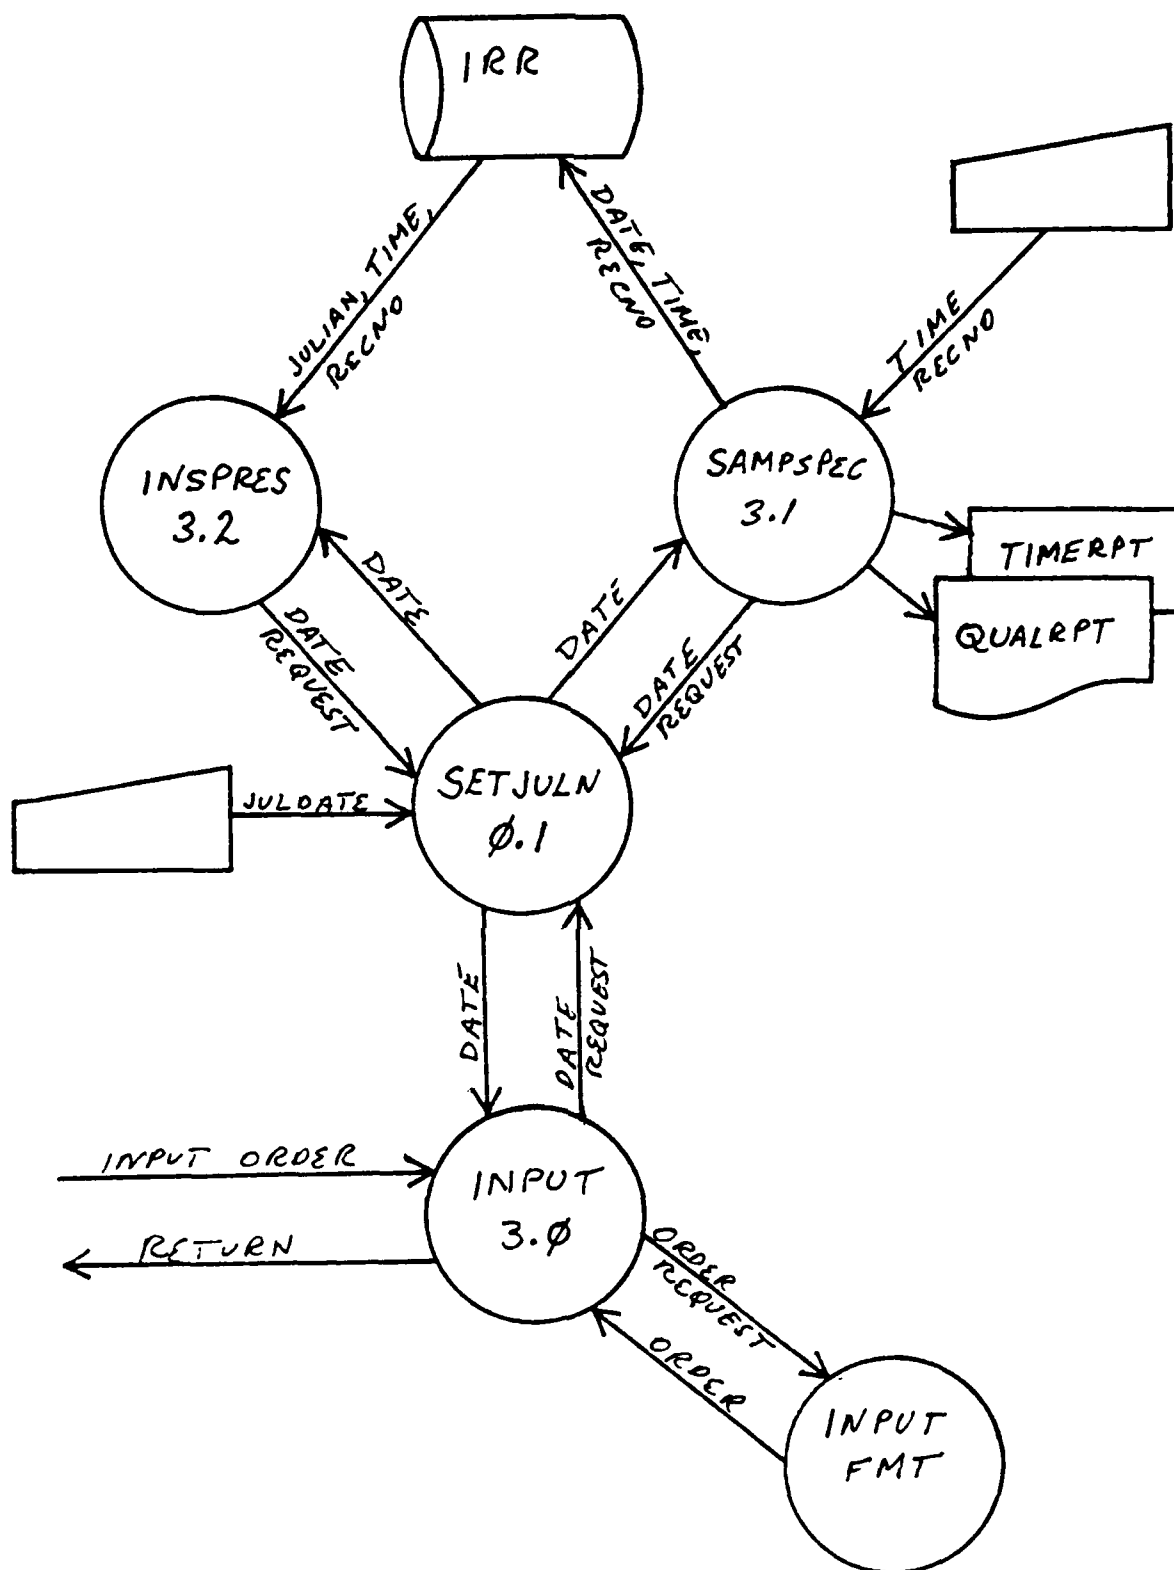 IRR
JULIAN, TIME,
RECNO
DATE, TIME,
RECNO
TIME
RECNO
INSPRES
3.2
SAMPSPEC
3.1
TIMERPT
QUALRPT
DATE
DATE
REQUEST
DATE
DATE
REQUEST
JULDATE
SETJULN
Ø.1
DATE
DATE
REQUEST
INPUT ORDER
RETURN
INPUT
3.Ø
ORDER
REQUEST
ORDER
INPUT
FMT